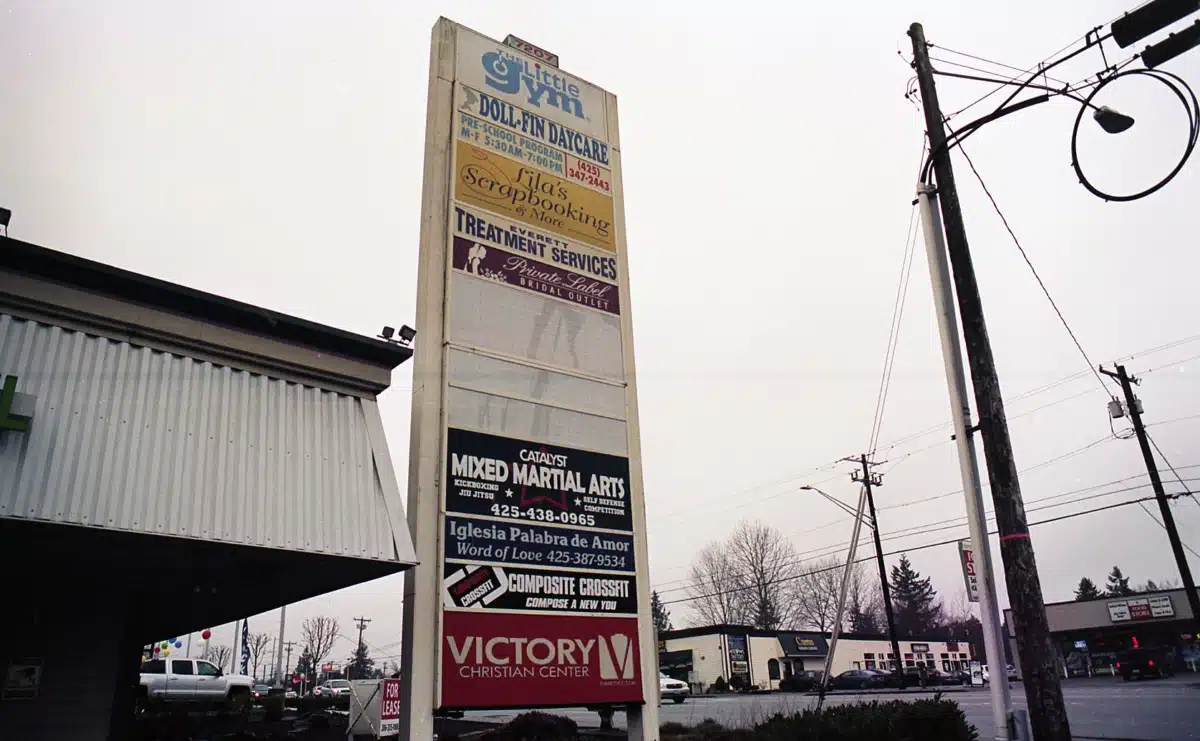 7207
THE Little
gym
DOLL-FIN DAYCARE
PRE-SCHOOL PROGRAM
M-F 5:30AM-7:00PM
(425)
347-2443
Lila's
Scrapbooking
& More
EVERETT
TREATMENT SERVICES
Private Label
BRIDAL OUTLET
CATALYST
MIXED MARTIAL ARTS
KICKBOXING
JIU JITSU
SELF DEFENSE
COMPETITION
425-438-0965
Iglesia Palabra de Amor
Word of Love 425-387-9534
CROSSFIT
COMPOSITE CROSSFIT
COMPOSE A NEW YOU
VICTORY
CHRISTIAN CENTER
FOR
LEASE
FOOD
STORE